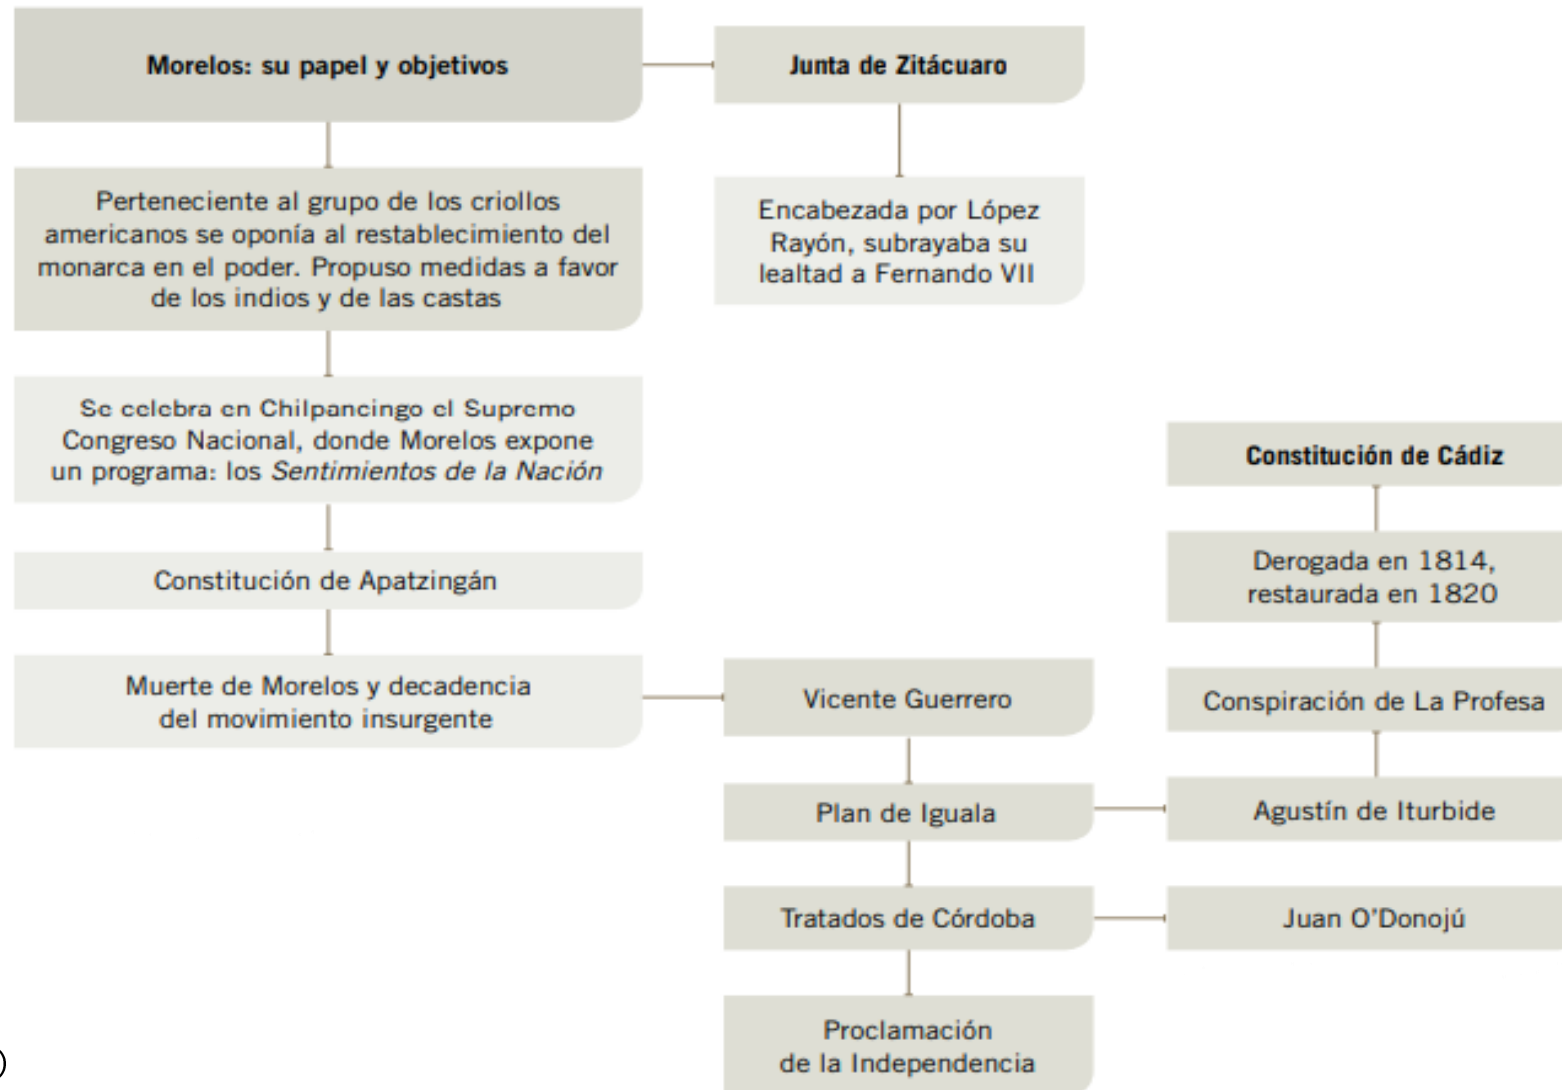 Morelos: su papel y objetivos
Junta de Zitácuaro
Perteneciente al grupo de los criollos
americanos se oponía al restablecimiento del
monarca en el poder. Propuso medidas a favor
de los indios y de las castas
Encabezada por López
Rayón, subrayaba su
lealtad a Fernando VII
Se celebra en Chilpancingo el Supremo
Congreso Nacional, donde Morelos expone
un programa: los Sentimientos de la Nación
Constitución de Apatzingán
Muerte de Morelos y decadencia
del movimiento insurgente
Vicente Guerrero
Plan de Iguala
Tratados de Córdoba
Proclamación
de la Independencia
Constitución de Cádiz
Derogada en 1814,
restaurada en 1820
Conspiración de La Profesa
Agustín de Iturbide
Juan O’Donojú
)